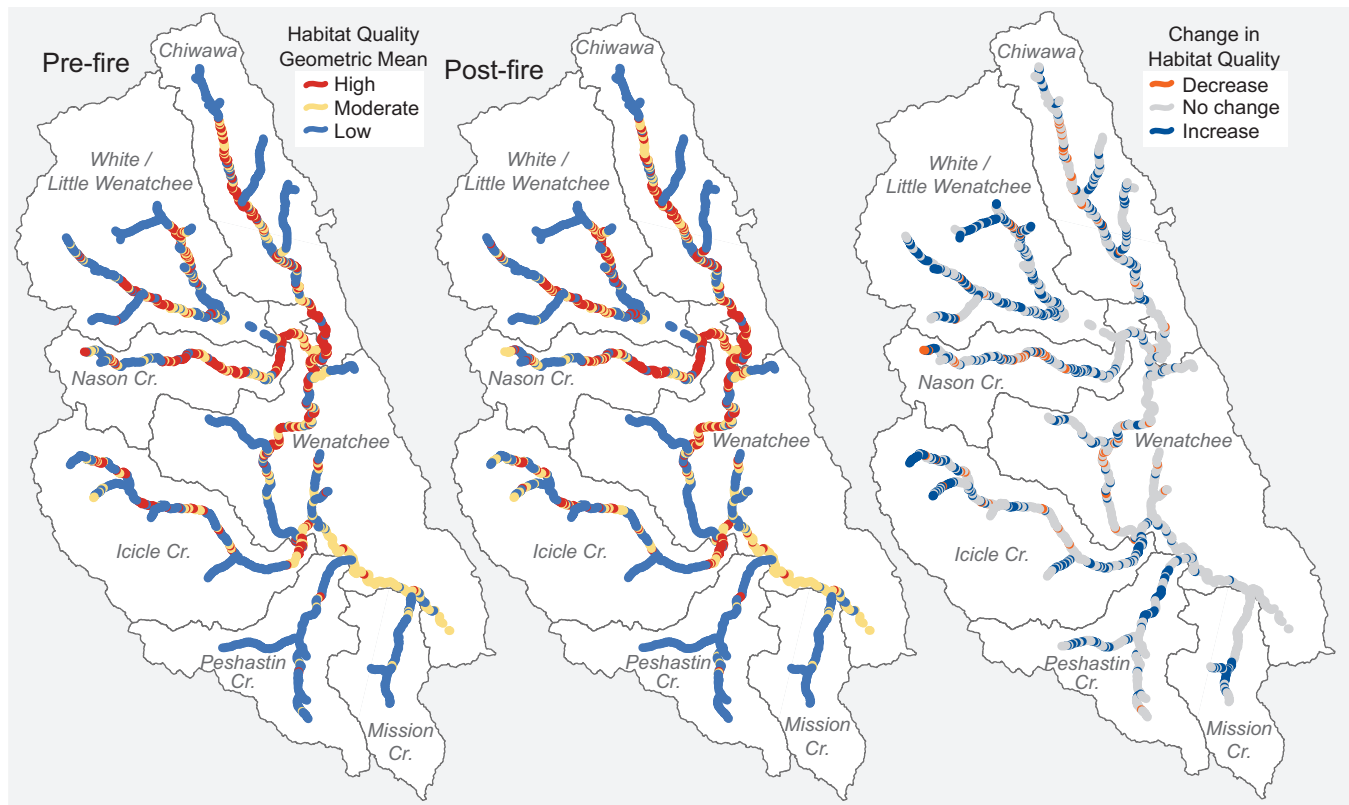 Pre-fire
Habitat Quality
Geometric Mean
High
Moderate
Low
Chiwawa
White /
Little Wenatchee
Nason Cr.
Wenatchee
Icicle Cr.
Peshastin
Cr.
Mission
Cr.
Post-fire
Chiwawa
White /
Little Wenatchee
Nason Cr.
Wenatchee
Icicle Cr.
Peshastin
Cr.
Mission
Cr.
Change in
Habitat Quality
Decrease
No change
Increase
Chiwawa
White /
Little Wenatchee
Nason Cr.
Wenatchee
Icicle Cr.
Peshastin
Cr.
Mission
Cr.